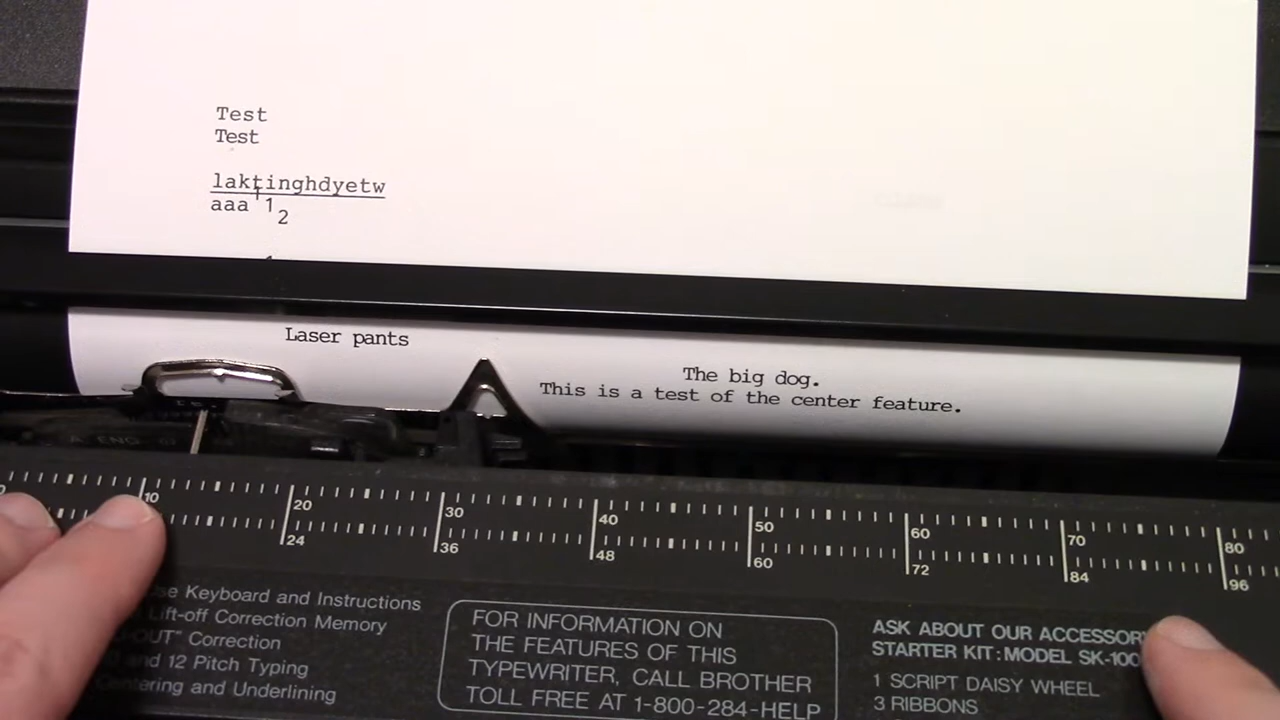 Test
Test
laktinghdyetw
aaa 1
2
Laser pants
The big dog.
This is a test of the center feature.
10 20 30 40 50 60 70 80
24 36 48 60 72 84 96
Keyboard and Instructions
Lift-off Correction Memory
Correction
and 12 Pitch Typing
Centering and Underlining
FOR INFORMATION ON
THE FEATURES OF THIS
TYPEWRITER, CALL BROTHER
TOLL FREE AT 1-800-284-HELP
ASK ABOUT OUR ACCESSORY
STARTER KIT: MODEL SK-100
1 SCRIPT DAISY WHEEL
3 RIBBONS